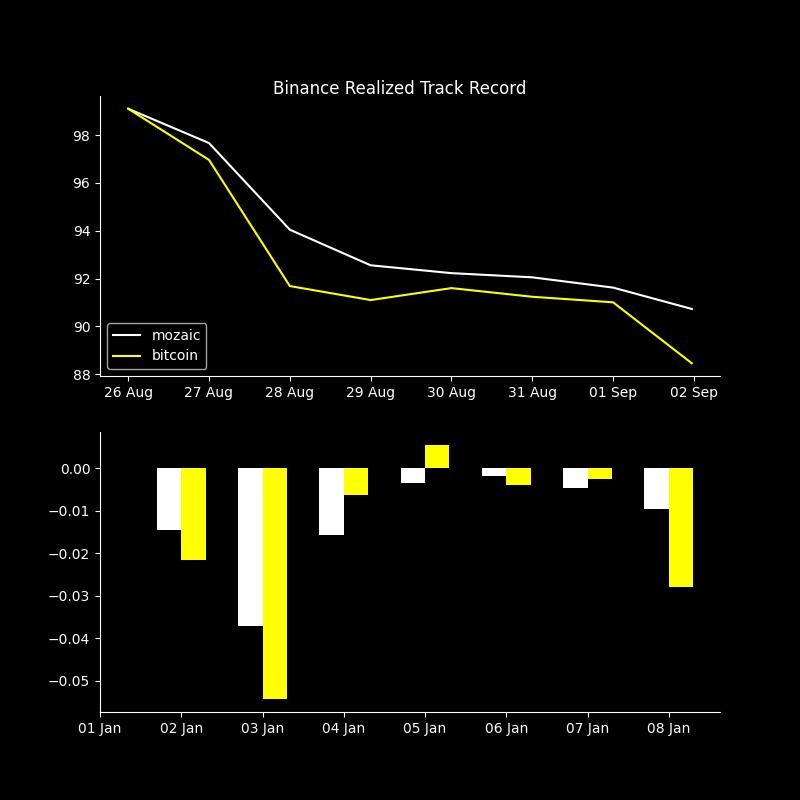 Binance Realized Track Record
98
96
94
92
90
88
mozaic
bitcoin
26 Aug 27 Aug 28 Aug 29 Aug 30 Aug 31 Aug 01 Sep 02 Sep
0.00
−0.01
−0.02
−0.03
−0.04
−0.05
01 Jan 02 Jan 03 Jan 04 Jan 05 Jan 06 Jan 07 Jan 08 Jan